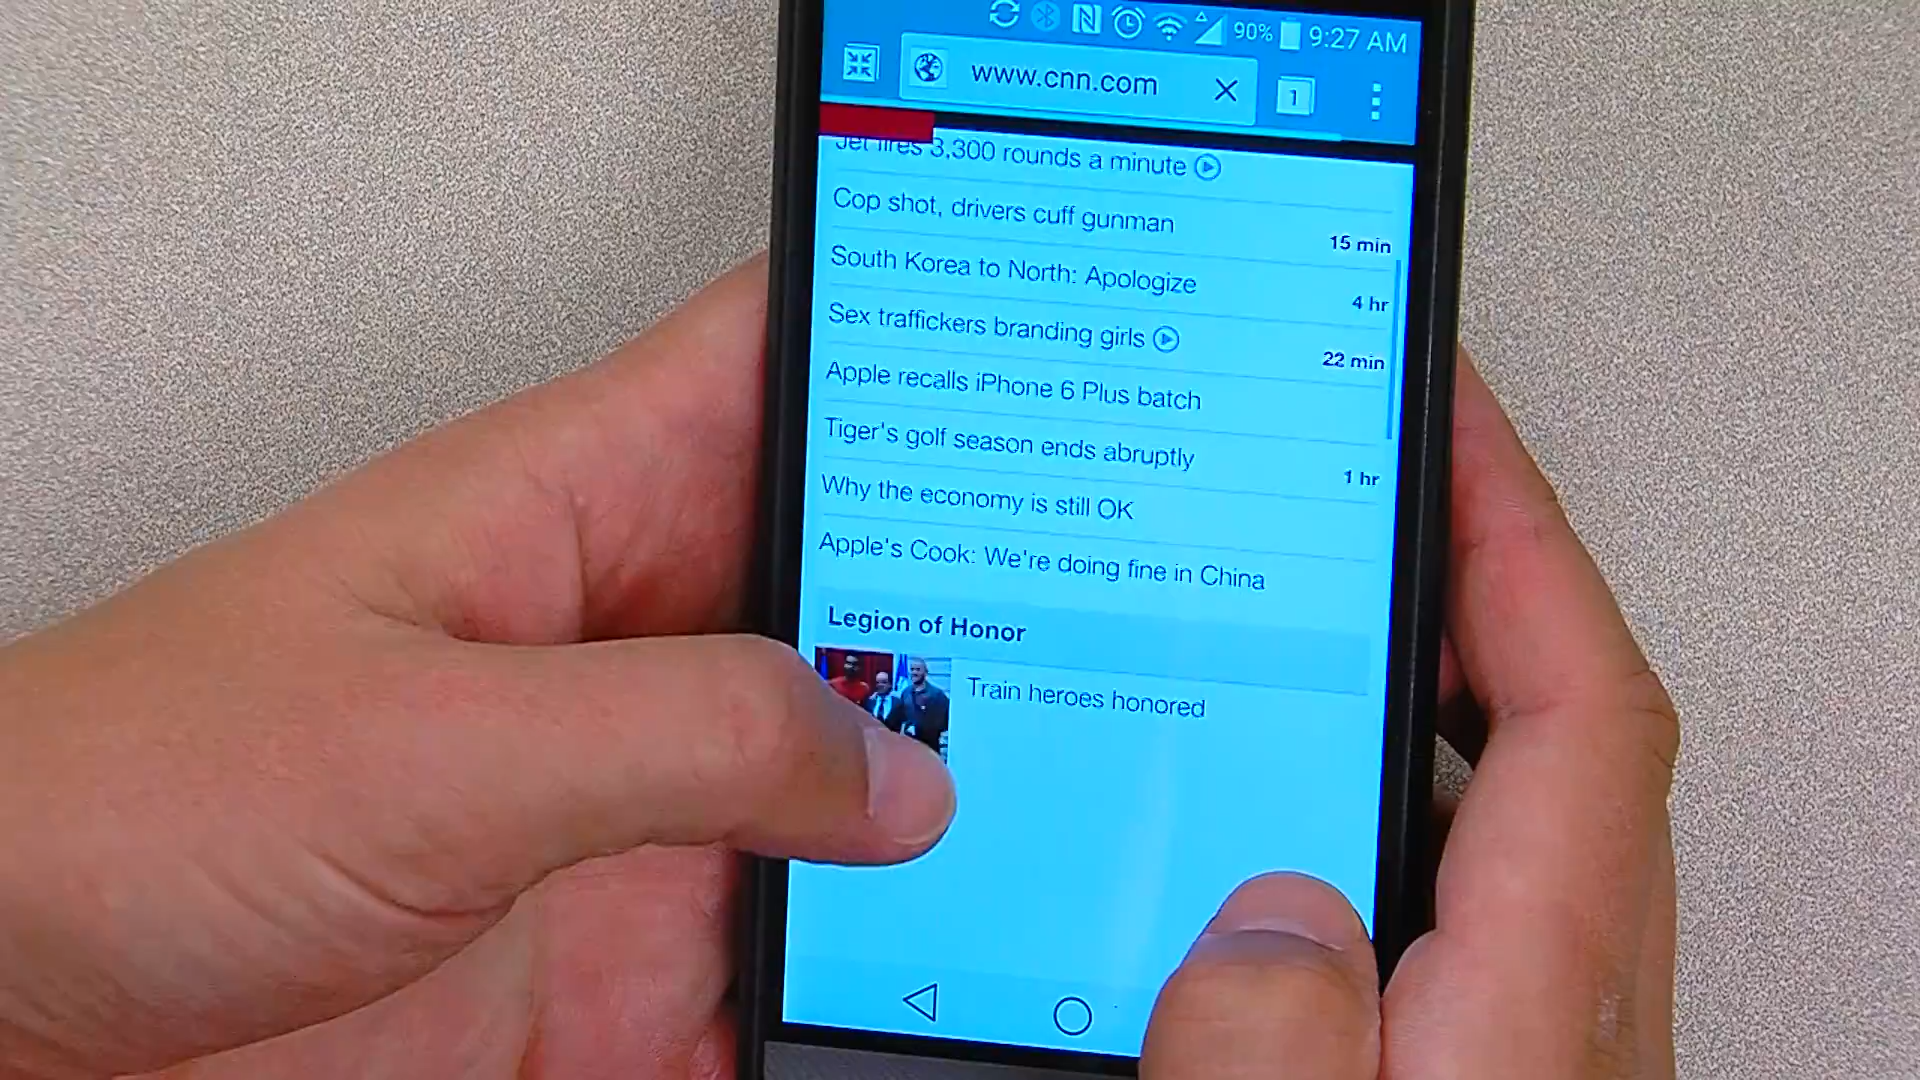 90% 9:27 AM
www.cnn.com
1
Jet fires 3,300 rounds a minute
Cop shot, drivers cuff gunman
15 min
South Korea to North: Apologize
4 hr
Sex traffickers branding girls
22 min
Apple recalls iPhone 6 Plus batch
Tiger's golf season ends abruptly
1 hr
Why the economy is still OK
Apple's Cook: We're doing fine in China
Legion of Honor
Train heroes honored